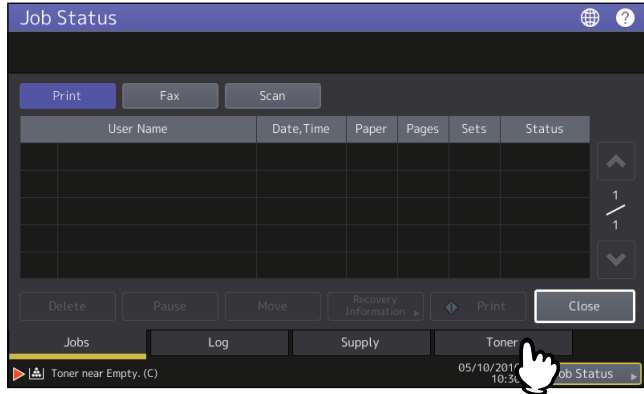 Job Status
?
Print Fax Scan
User Name Date,Time Paper Pages Sets Status
1
1
Delete Pause Move Recovery Information Print Close
Jobs Log Supply Toner
Toner near Empty. (C)
05/10/201
10:30
ob Status